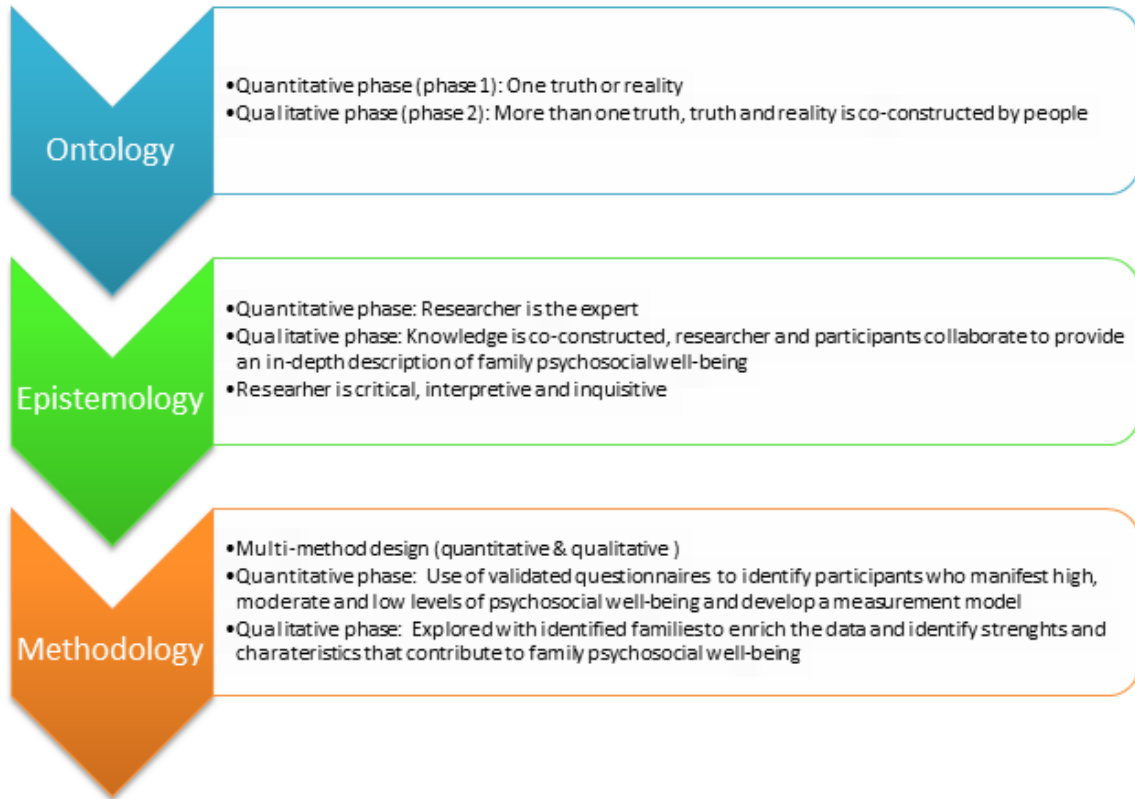 Ontology
•Quantitative phase (phase 1): One truth or reality
•Qualitative phase (phase 2): More than one truth, truth and reality is co-constructed by people
Epistemology
•Quantitative phase: Researcher is the expert
•Qualitative phase: Knowledge is co-constructed, researcher and participants collaborate to provide
an in-depth description of family psychosocial well-being
•Researher is critical, interpretive and inquisitive
Methodology
•Multi-method design (quantitative & qualitative )
•Quantitative phase: Use of validated questionnaires to identify participants who manifest high,
moderate and low levels of psychosocial well-being and develop a measurement model
•Qualitative phase: Explored with identified families to enrich the data and identify strenghts and
charateristics that contribute to family psychosocial well-being